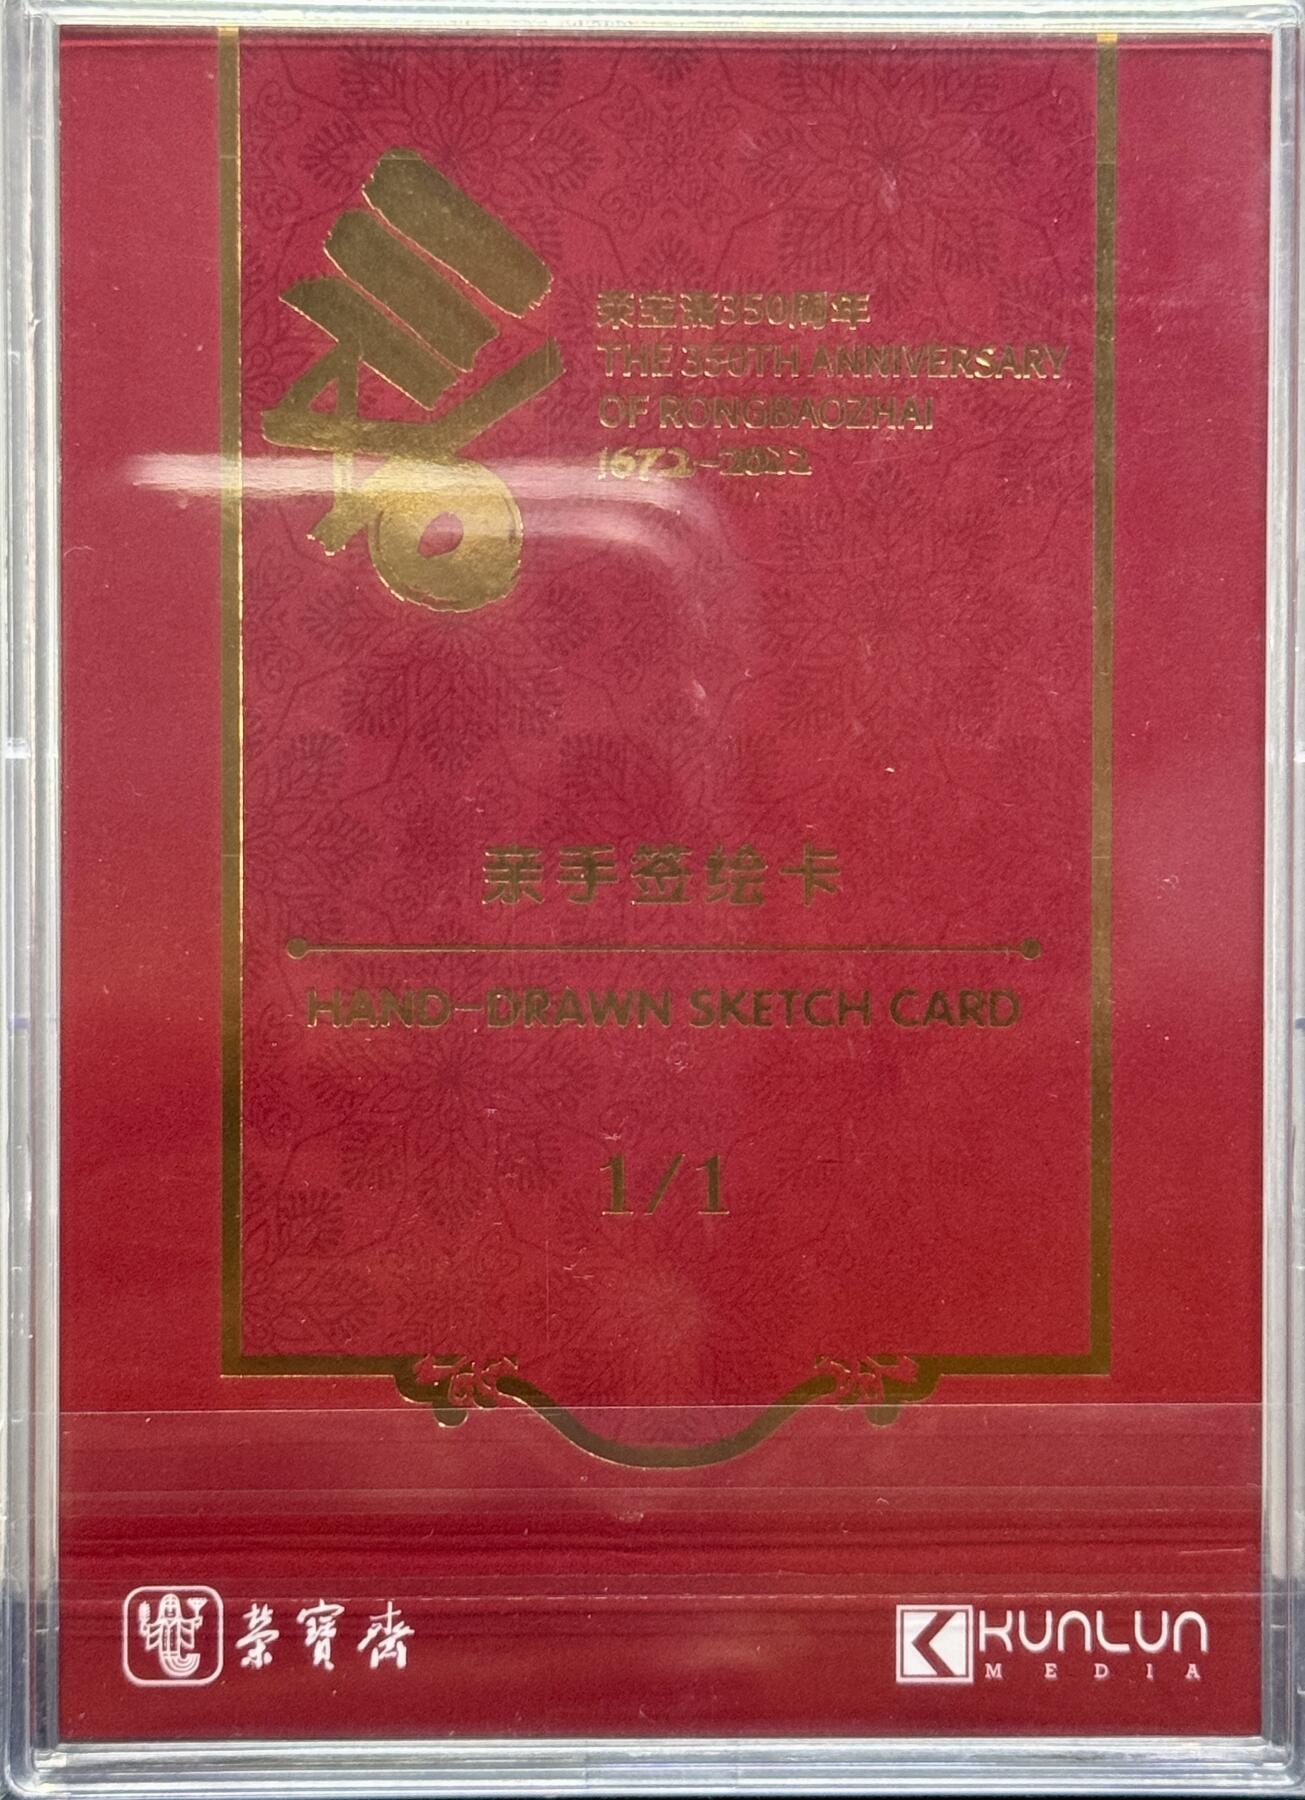 荣宝斋350周年
THE 350TH ANNIVERSARY
OF RONGBAOZHAI
1672-2022
亲手签绘卡
HAND-DRAWN SKETCH CARD
1/1
榮寶齋
KUNLUN
MEDIA